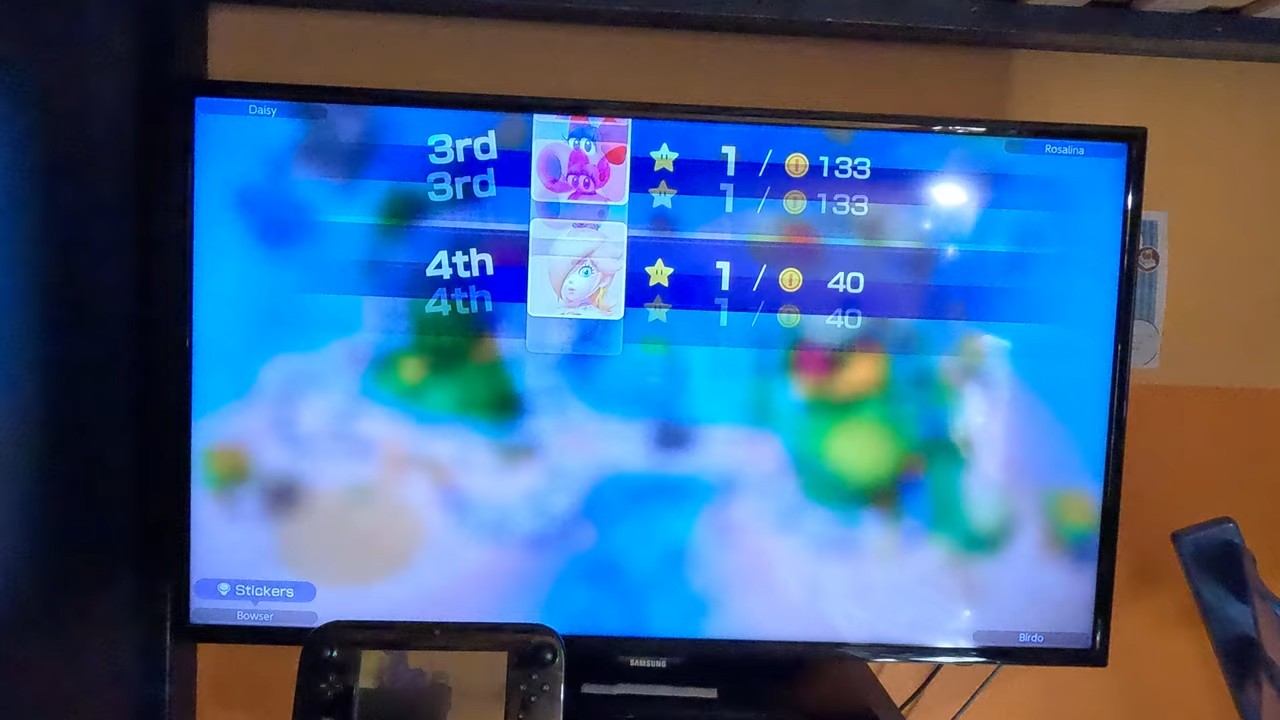 Daisy
Rosalina
3rd 1 / 133
3rd 1 / 133
4th 1 / 40
4th 1 / 40
Stickers
Bowser
Birdo
SAMSUNG